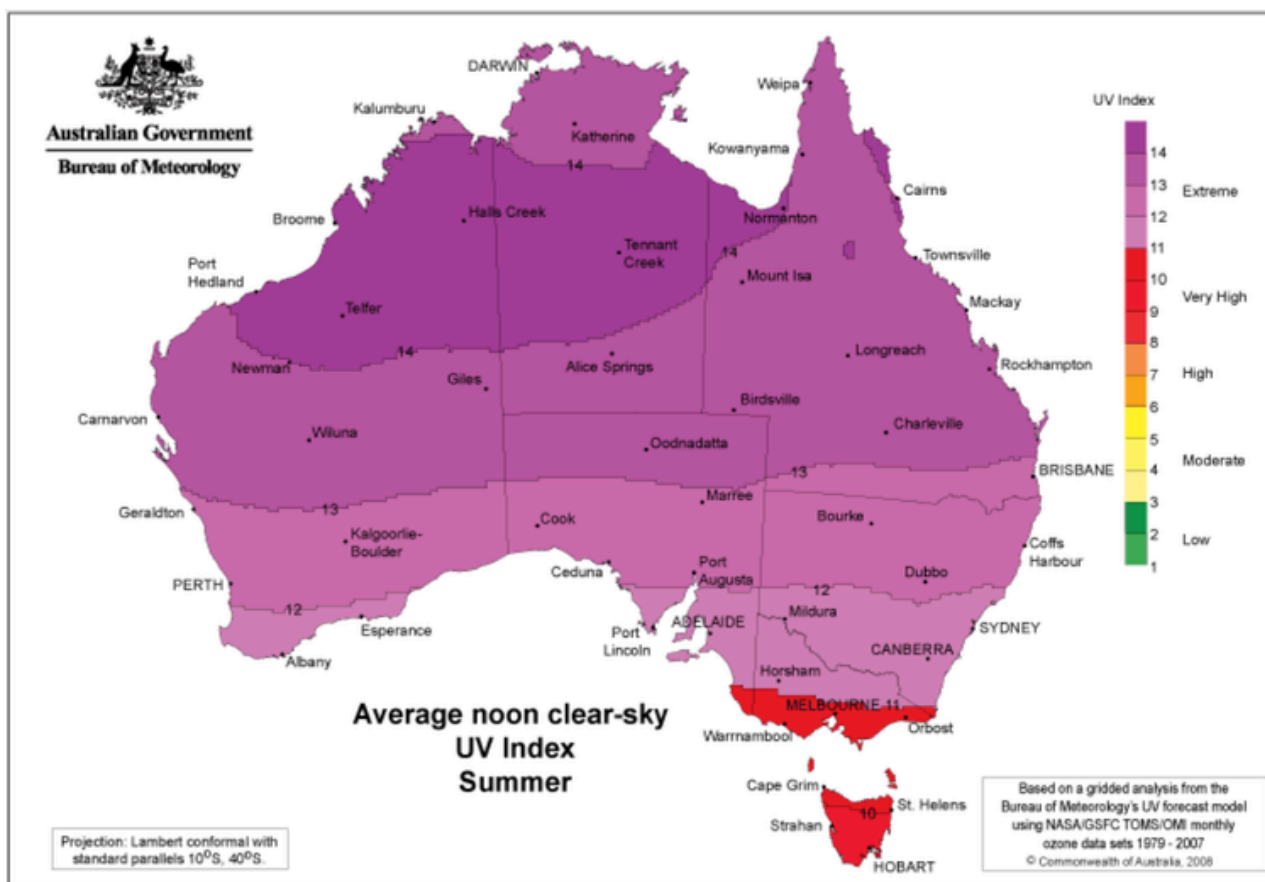 Australian Government
Bureau of Meteorology
DARWIN
Kalumburu
Katherine
Weipa
Kowanyama
14
Broome
Halls Creek
Normanton
Cairns
Tennant
Creek
14
Townsville
Port
Hedland
Mount Isa
Telfer
Mackay
14
Newman
Giles
Alice Springs
Longreach
Rockhampton
Carnarvon
Birdsville
Wiluna
Charleville
Oodnadatta
13
BRISBANE
Geraldton
13
Marree
Cook
Bourke
Kalgoorlie-
Boulder
Coffs
Harbour
Ceduna
Port
Augusta
Dubbo
PERTH
12
12
Mildura
Esperance
Port
Lincoln
ADELAIDE
SYDNEY
Albany
CANBERRA
Horsham
MELBOURNE 11
Warrnambool
Orbost
Cape Grim
10
St. Helens
Strahan
HOBART
UV Index
14
13
Extreme
12
11
10
Very High
9
8
7
High
6
5
4
Moderate
3
2
Low
1
Average noon clear-sky
UV Index
Summer
Projection: Lambert conformal with
standard parallels 10°S, 40°S.
Based on a gridded analysis from the
Bureau of Meteorology's UV forecast model
using NASA/GSFC TOMS/OMI monthly
ozone data sets 1979 - 2007
© Commonwealth of Australia, 2008